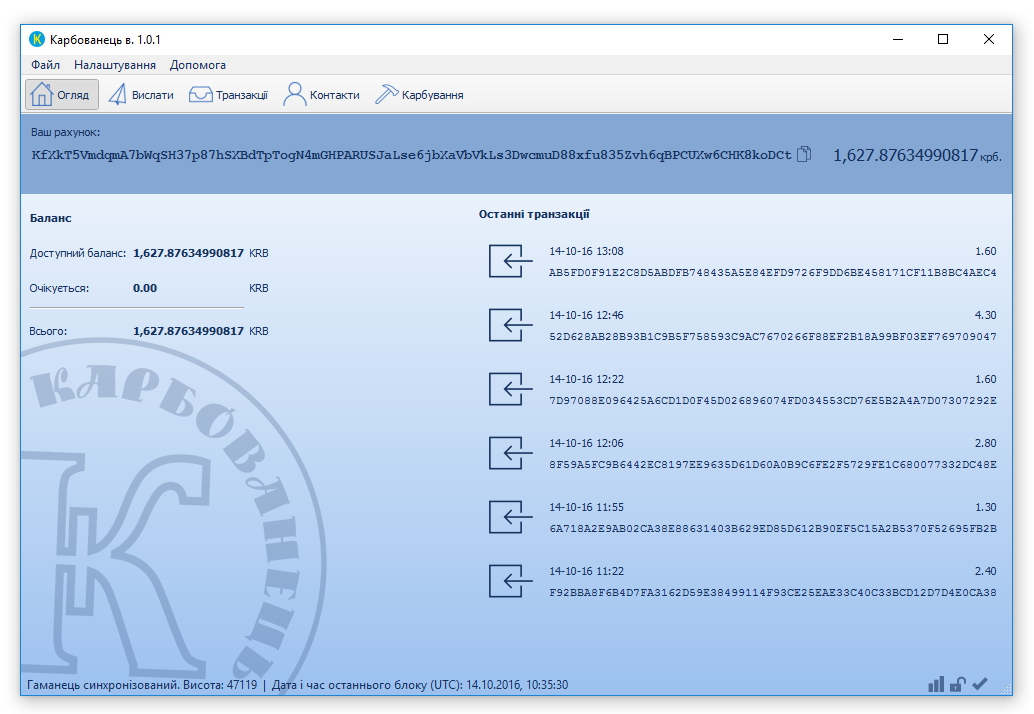 Карбованець в. 1.0.1
Файл Налаштування Допомога
Огляд Вислати Транзакції Контакти Карбування
Ваш рахунок:
KfXkT5VmdqmA7bWqSH37p87hSXBdTpTogN4mGHPARUSJaLse6jbXaVbVkLs3DwcmuD88xfu835Zvh6qBPCUXw6CHK8koDCt 1,627.87634990817 крб.
Баланс
Доступний баланс: 1,627.87634990817 KRB
Очікується: 0.00 KRB
Всього: 1,627.87634990817 KRB
Останні транзакції
14-10-16 13:08 1.60
AB5FD0F91E2C8D5ABDFB748435A5E84EFD9726F9DD6BE458171CF11B8BC4AEC4
14-10-16 12:46 4.30
52D628AB28B93B1C9B5F758593C9AC7670266F88EF2B18A99BF03EF769709047
14-10-16 12:22 1.60
7D97088E096425A6CD1D0F45D026896074FD034553CD76E5B2A4A7D07307292E
14-10-16 12:06 2.80
8F59A5FC9B6442EC8197EE9635D61D60A0B9C6FE2F5729FE1C680077332DC48E
14-10-16 11:55 1.30
6A718A2E9AB02CA38E88631403B629ED85D612B90EF5C15A2B5370F52695FB2B
14-10-16 11:22 2.40
F92BBA8F6B4D7FA3162D59E38499114F93CE25EAE33C40C33BCD12D7D4E0CA38
КАРБОВАНЕЦЬ
К
Гаманець синхронізований. Висота: 47119 | Дата і час останнього блоку (UTC): 14.10.2016, 10:35:30